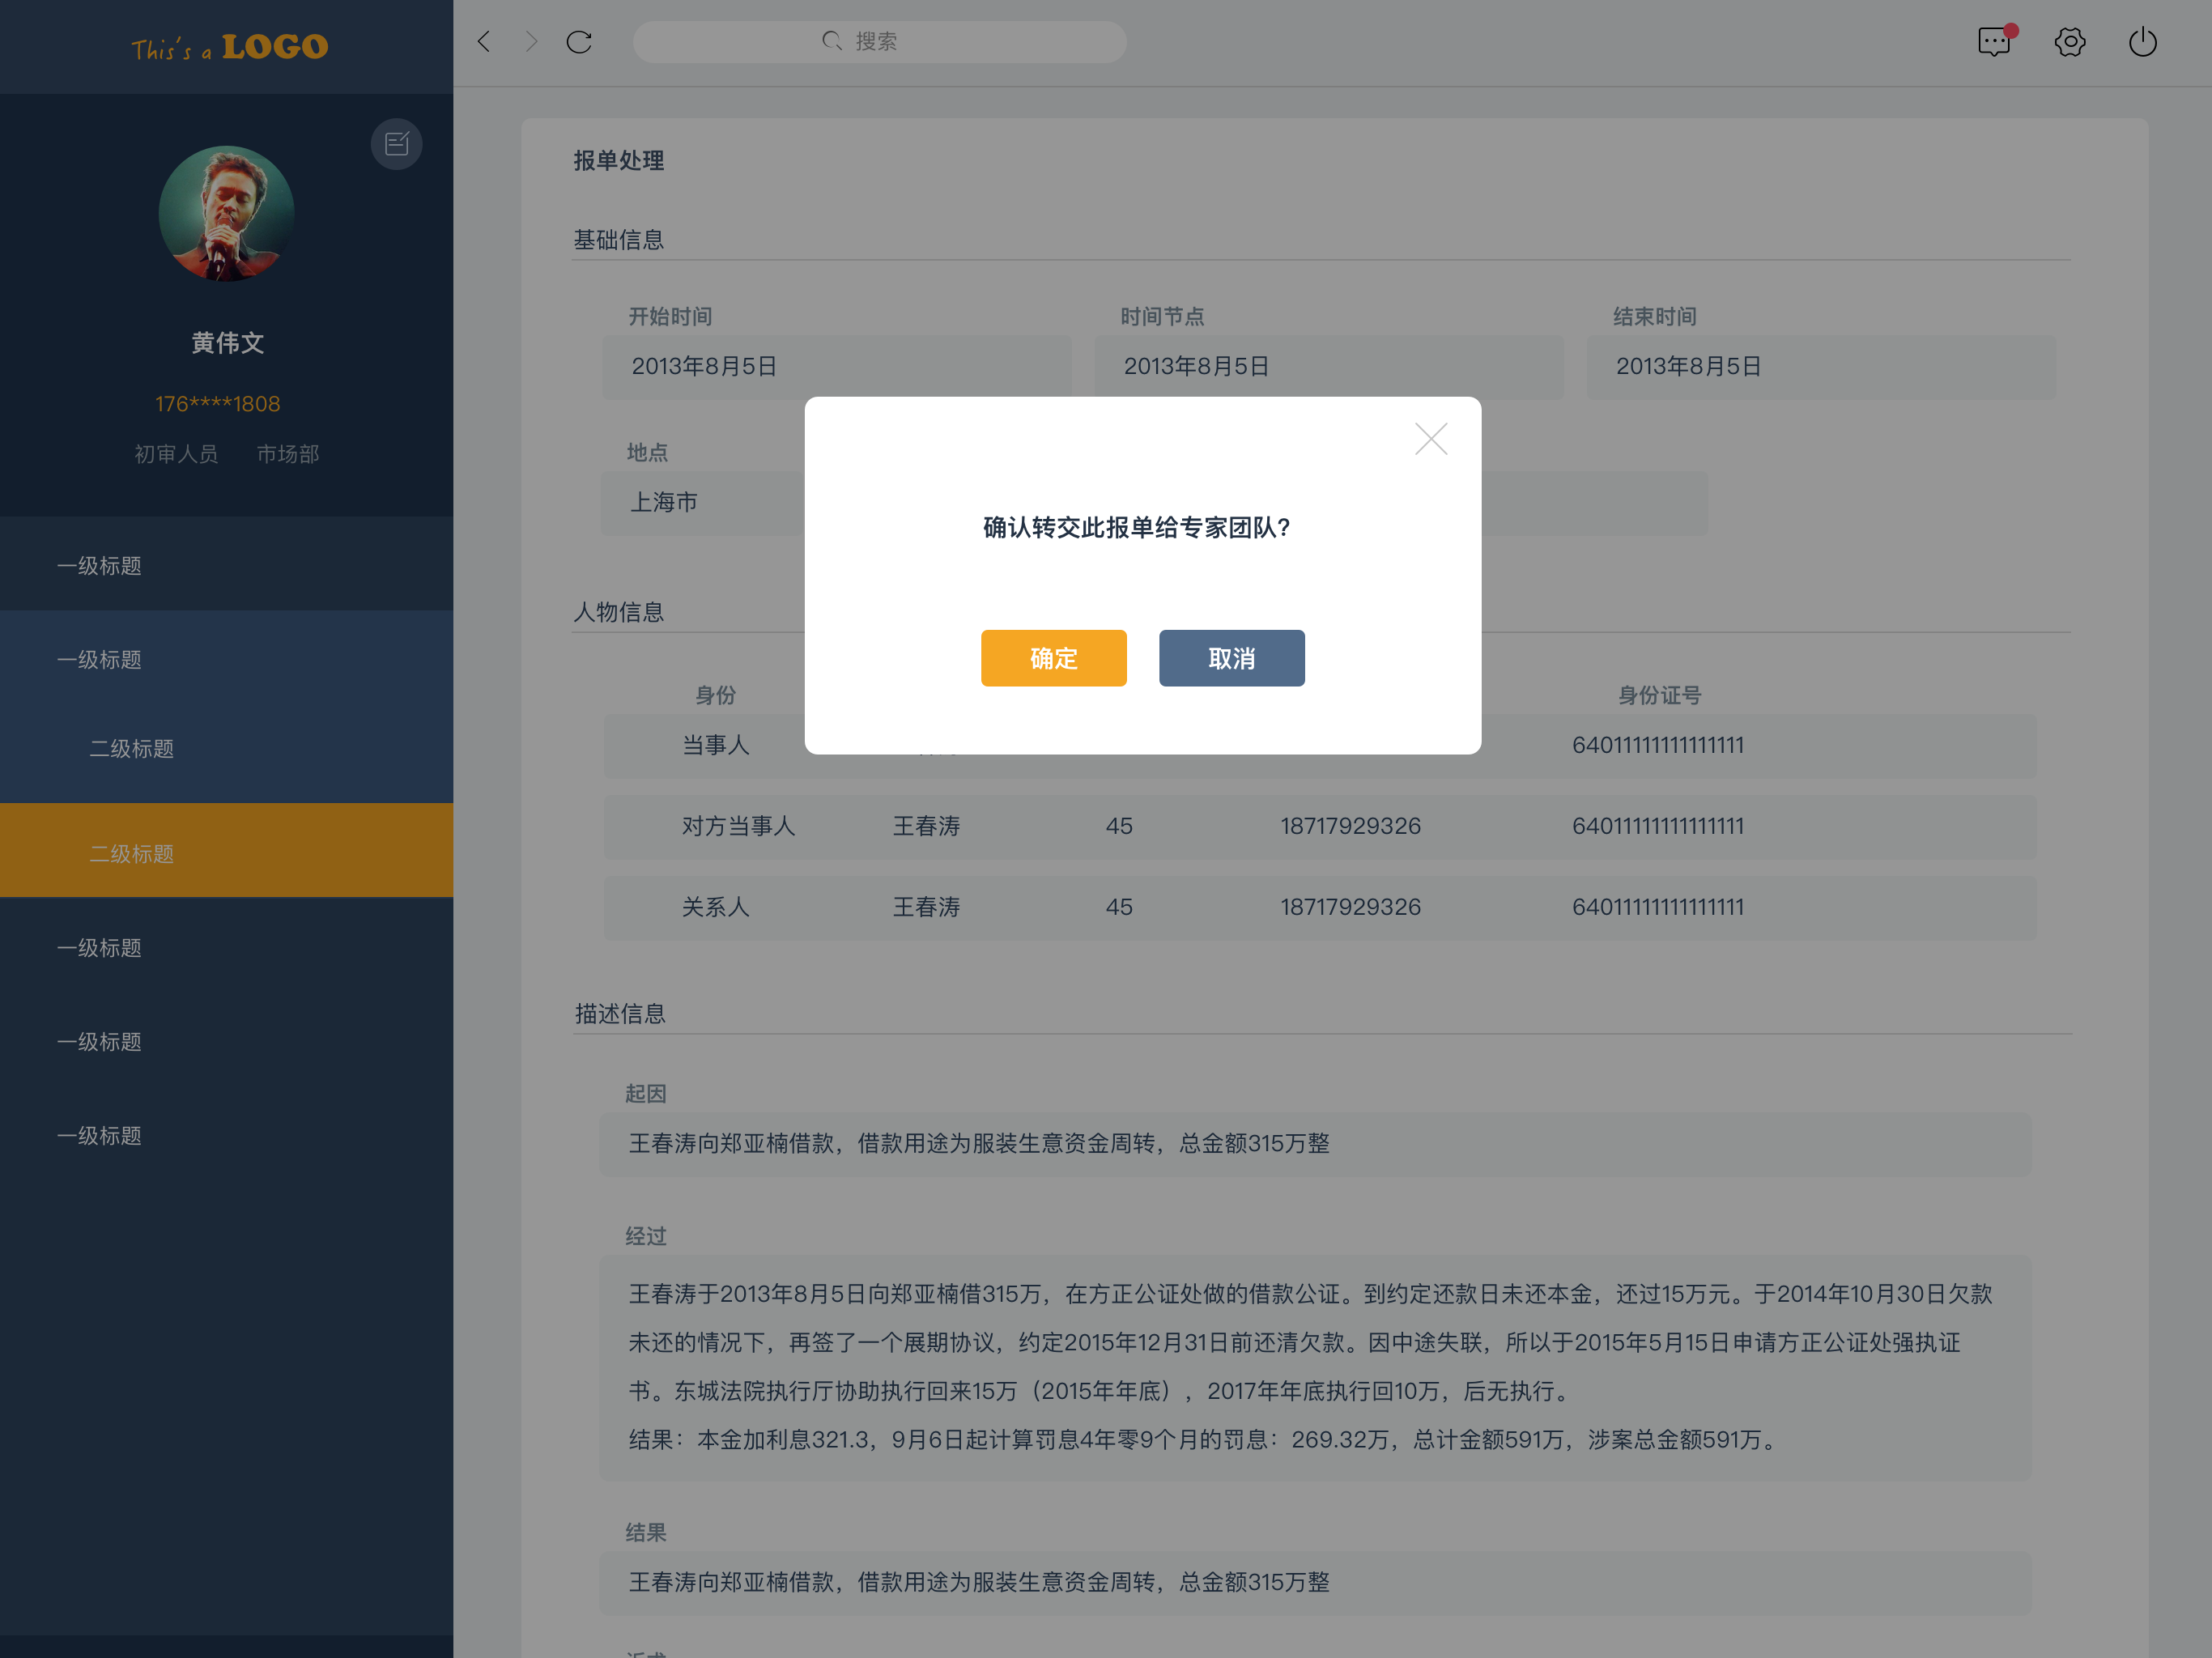 This's a LOGO
搜索
黄伟文
176****1808
初审人员 市场部
一级标题
一级标题
二级标题
二级标题
一级标题
一级标题
一级标题
报单处理
基础信息
开始时间 时间节点 结束时间
2013年8月5日 2013年8月5日 2013年8月5日
地点
上海市
确认转交此报单给专家团队?
确定 取消
人物信息
身份 身份证号
当事人 64011111111111111
对方当事人 王春涛 45 18717929326 64011111111111111
关系人 王春涛 45 18717929326 64011111111111111
描述信息
起因
王春涛向郑亚楠借款，借款用途为服装生意资金周转，总金额315万整
经过
王春涛于2013年8月5日向郑亚楠借315万，在方正公证处做的借款公证。到约定还款日未还本金，还过15万元。于2014年10月30日欠款
未还的情况下，再签了一个展期协议，约定2015年12月31日前还清欠款。因中途失联，所以于2015年5月15日申请方正公证处强执证
书。东城法院执行厅协助执行回来15万（2015年年底），2017年年底执行回10万，后无执行。
结果：本金加利息321.3，9月6日起计算罚息4年零9个月的罚息：269.32万，总计金额591万，涉案总金额591万。
结果
王春涛向郑亚楠借款，借款用途为服装生意资金周转，总金额315万整